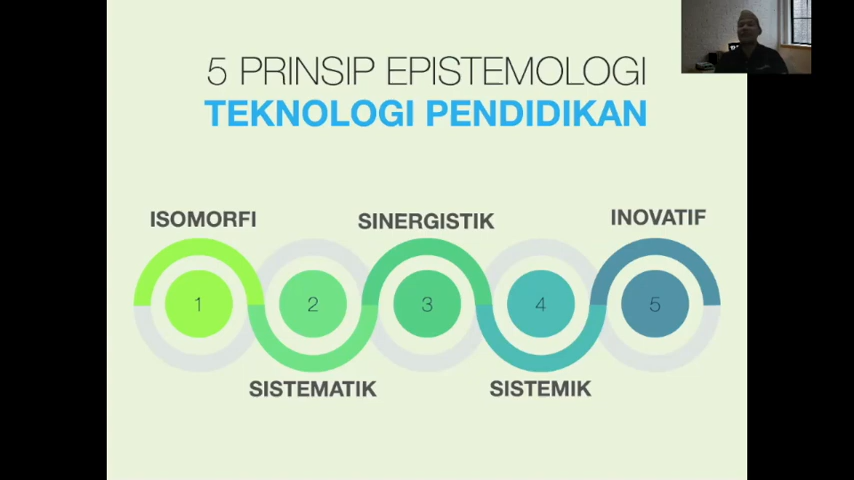 5 PRINSIP EPISTEMOLOGI
TEKNOLOGI PENDIDIKAN
ISOMORFI
SINERGISTIK
INOVATIF
1
2
3
4
5
SISTEMATIK
SISTEMIK